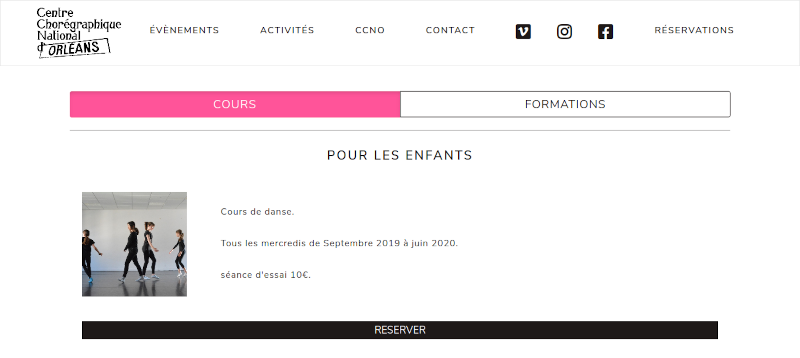 Centre
Chorégraphique
National
d'ORLÉANS
ÉVÈNEMENTS ACTIVITÉS CCNO CONTACT RÉSERVATIONS
COURS FORMATIONS
POUR LES ENFANTS
Cours de danse.
Tous les mercredis de Septembre 2019 à juin 2020.
séance d'essai 10€.
RESERVER